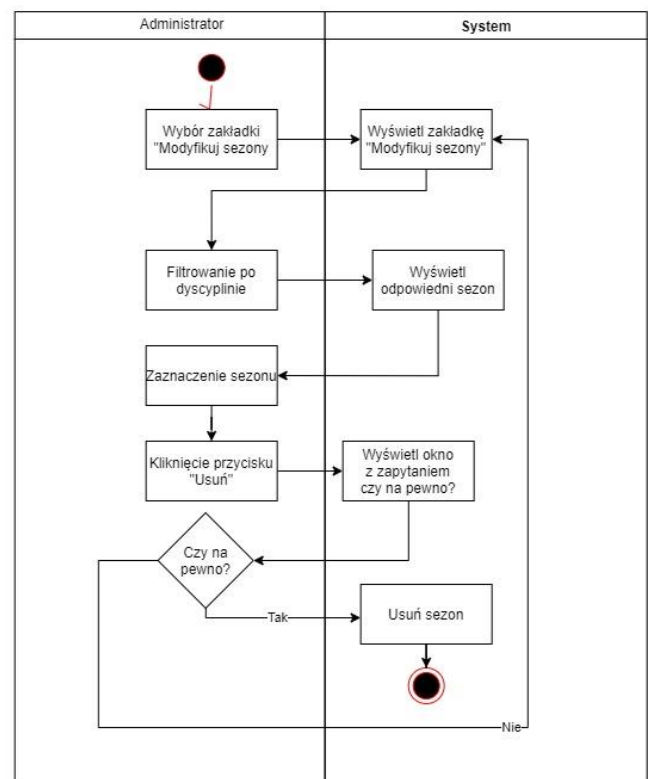 Administrator
System
Wybór zakładki
"Modyfikuj sezony
Wyświetl zakładkę
"Modyfikuj sezony"
Filtrowanie po
dyscyplinie
Wyświetl
odpowiedni sezon
Zaznaczenie sezonu
Kliknięcie przycisku
"Usuń"
Wyświetl okno
z zapytaniem
czy na pewno?
Czy na
pewno?
Tak
Usuń sezon
Nie